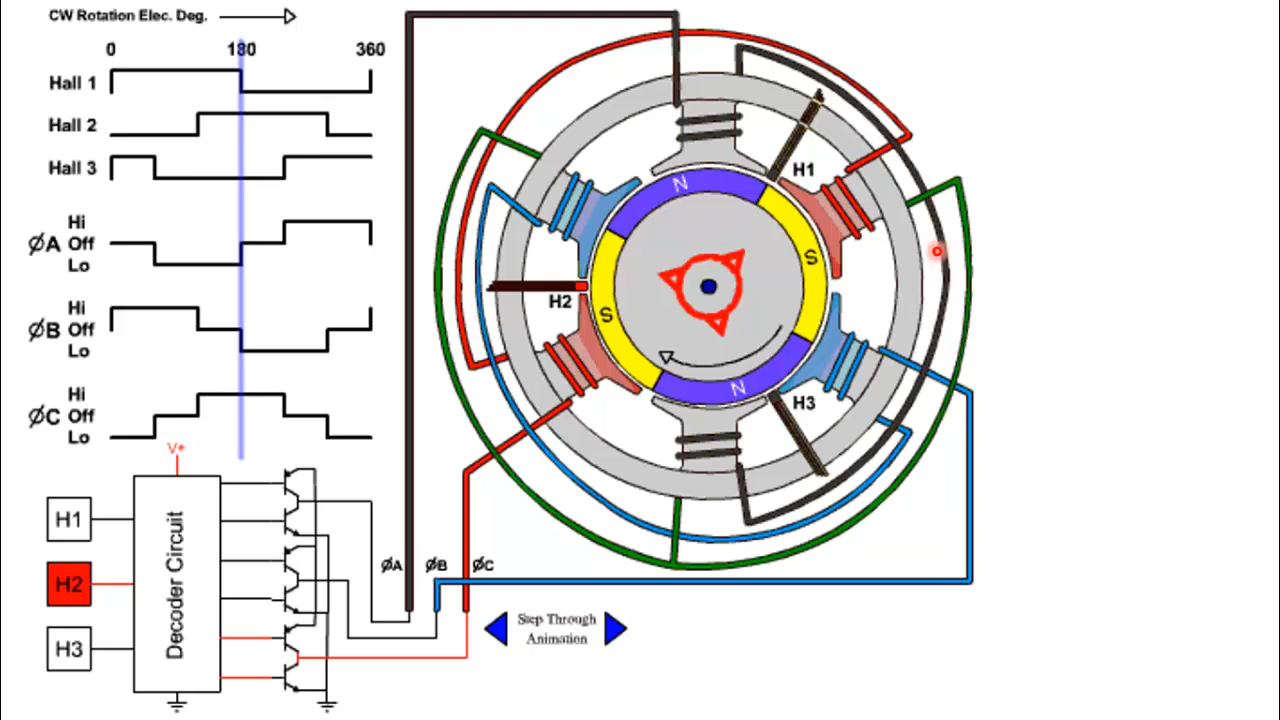 CW Rotation Elec. Deg.
0 180 360
Hall 1
Hall 2
Hall 3
Hi
ØA Off
Lo
Hi
ØB Off
Lo
Hi
ØC Off
Lo
V+
H1
H2
H3
Decoder Circuit
ØA ØB ØC
Step Through
Animation
N
S
S
N
H1
H2
H3